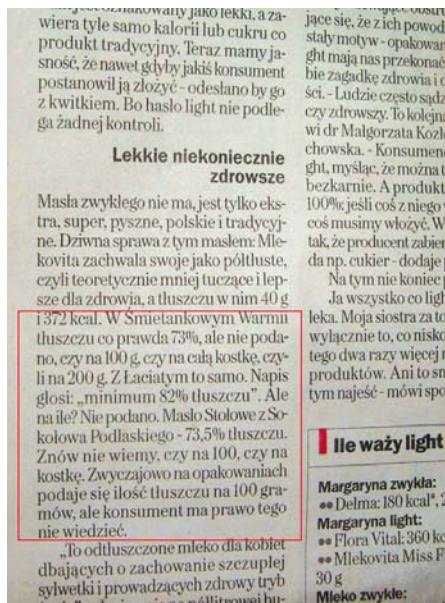 jest oznakowany jako lekki, a za-
wiera tyle samo kalorii lub cukru co
produkt tradycyjny. Teraz mamy ja-
sność, że nawet gdyby jakiś konsument
postanowił ją złożyć - odesłano by go
z kwitkiem. Bo hasło light nie podle-
ga żadnej kontroli.
Lekkie niekoniecznie
zdrowsze
Masła zwykłego nie ma, jest tylko eks-
tra, super, pyszne, polskie i tradycyj-
ne. Dziwna sprawa z tym masłem: Mle-
kovita zachwala swoje jako półtłuste,
czyli teoretycznie mniej tuczące i lep-
sze dla zdrowia, a tłuszczu w nim 40 g
i 372 kcal. W Śmietankowym Warmii
tłuszczu co prawda 73%, ale nie poda-
no, czy na 100 g, czy na całą kostkę, czy-
li na 200 g. Z Łaciatym to samo. Napis
głosi: „minimum 82% tłuszczu”. Ale
na ile? Nie podano. Masło Stołowe z So-
kołowa Podlaskiego - 73,5% tłuszczu.
Znów nie wiemy, czy na 100, czy na
kostkę. Zwyczajowo na opakowaniach
podaje się ilość tłuszczu na 100 gra-
mów, ale konsument ma prawo tego
nie wiedzieć.
„To odtłuszczone mleko dla kobiet
dbających o zachowanie szczupłej
sylwetki i prowadzących zdrowy tryb
jące się, że z ich powod
stały motyw - opakowan
ght mają nas przekonać
bie zagadkę zdrowia i
ści. - Ludzie często sądz
czy zdrowszy. To kolejna
wi dr Małgorzata Kozł
chowska. - Konsumen
ght, myśląc, że można t
bezkarnie. A produkt
100%: jeśli coś z niego
coś musimy włożyć. W
tak, że producent zabier
da np. cukier - dodaje
Na tym nie koniec
Ja wszystko co ligh
leka. Moja siostra za to
wyłącznie to, co nisko
tego dwa razy więcej
produktów. Ani to sm
tym najeść - mówi spo
Ile waży light
Margaryna zwykła:
Delma: 180 kcal*,
Margaryna light:
Flora Vital: 360 kc
Mlekovita Miss F
30 g
Mleko zwykłe: